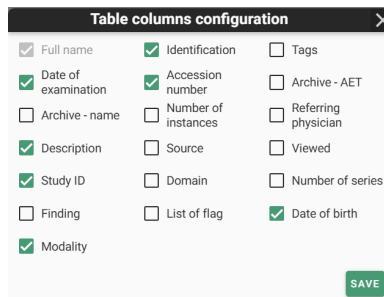 Table columns configuration
Full name
Identification
Tags
Date of
examination
Accession
number
Archive - AET
Archive - name
Number of
instances
Referring
physician
Description
Source
Viewed
Study ID
Domain
Number of series
Finding
List of flag
Date of birth
Modality
SAVE